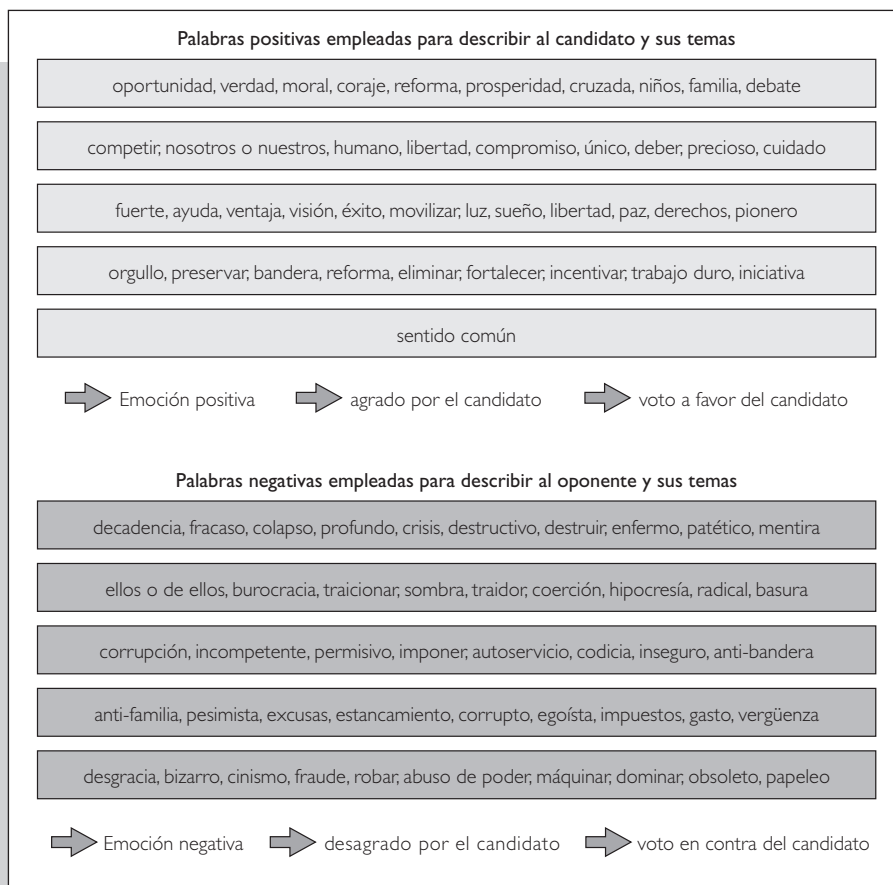 Palabras positivas empleadas para describir al candidato y sus temas
oportunidad, verdad, moral, coraje, reforma, prosperidad, cruzada, niños, familia, debate
competir, nosotros o nuestros, humano, libertad, compromiso, único, deber, precioso, cuidado
fuerte, ayuda, ventaja, visión, éxito, movilizar, luz, sueño, libertad, paz, derechos, pionero
orgullo, preservar, bandera, reforma, eliminar, fortalecer, incentivar, trabajo duro, iniciativa
sentido común
Emoción positiva agrado por el candidato voto a favor del candidato
Palabras negativas empleadas para describir al oponente y sus temas
decadencia, fracaso, colapso, profundo, crisis, destructivo, destruir, enfermo, patético, mentira
ellos o de ellos, burocracia, traicionar, sombra, traidor, coerción, hipocresía, radical, basura
corrupción, incompetente, permisivo, imponer, autoservicio, codicia, inseguro, anti-bandera
anti-familia, pesimista, excusas, estancamiento, corrupto, egoísta, impuestos, gasto, vergüenza
desgracia, bizarro, cinismo, fraude, robar, abuso de poder, máquinar, dominar, obsoleto, papeleo
Emoción negativa desagrado por el candidato voto en contra del candidato